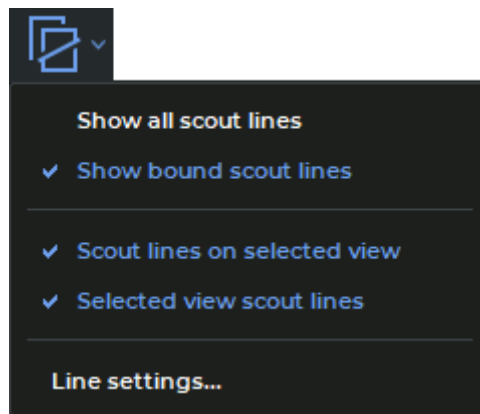 Show all scout lines
Show bound scout lines
Scout lines on selected view
Selected view scout lines
Line settings...